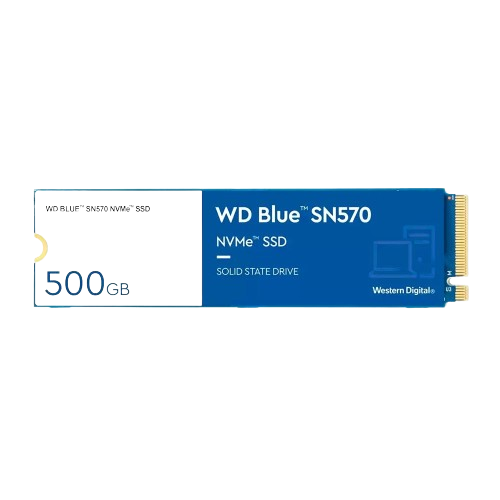 WD BLUE™ SN570 NVMe™ SSD
500GB
WD Blue™ SN570
NVMe™ SSD
SOLID STATE DRIVE
Western Digital®